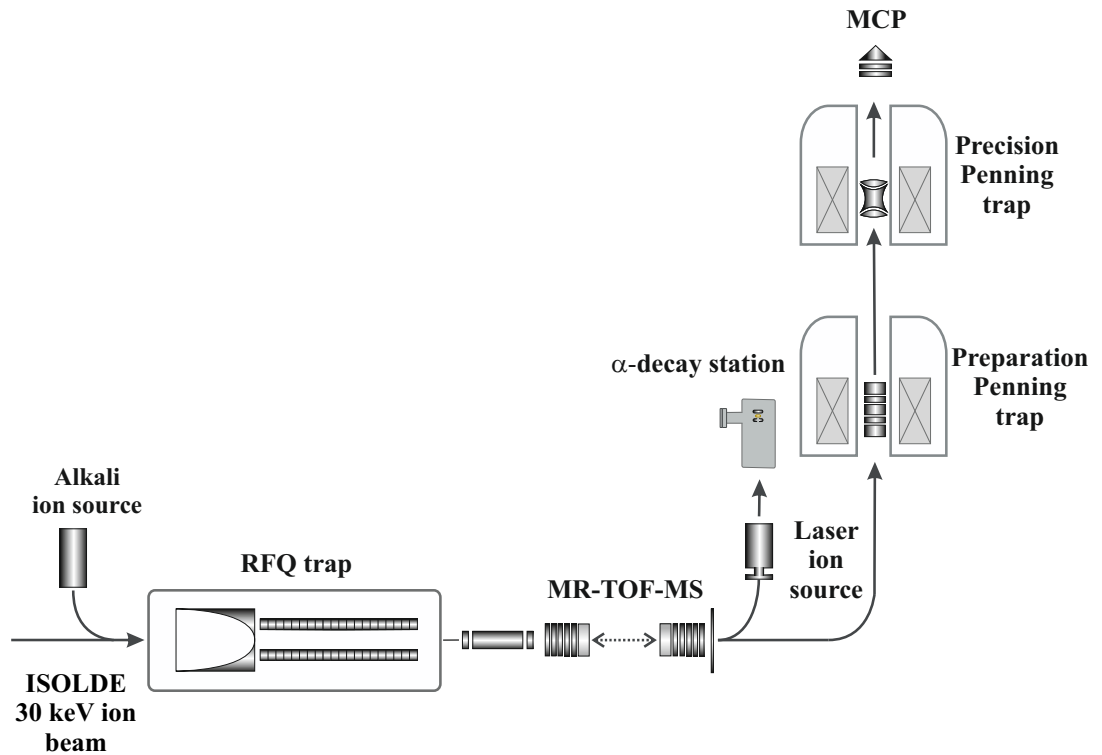 MCP
Precision
Penning
trap
α-decay station
Preparation
Penning
trap
Alkali
ion source
RFQ trap
MR-TOF-MS
Laser
ion
source
ISOLDE
30 keV ion
beam